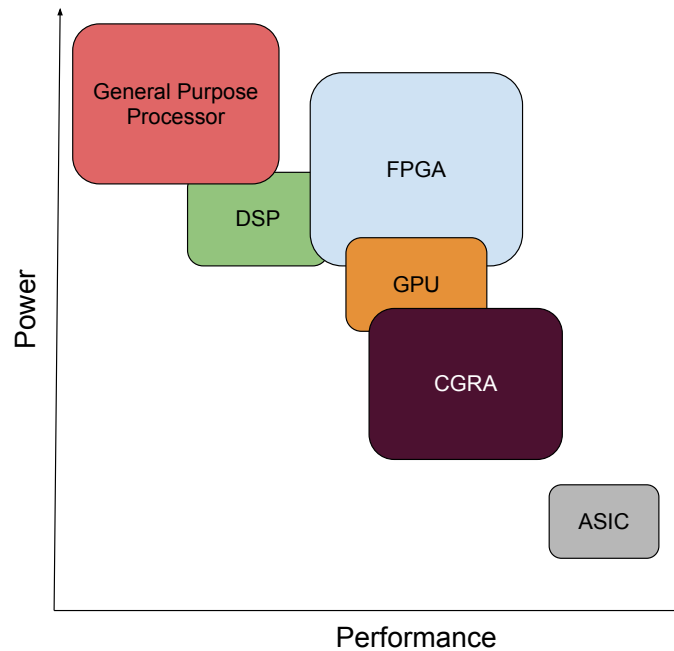 General Purpose
Processor
FPGA
DSP
GPU
CGRA
ASIC
Power
Performance